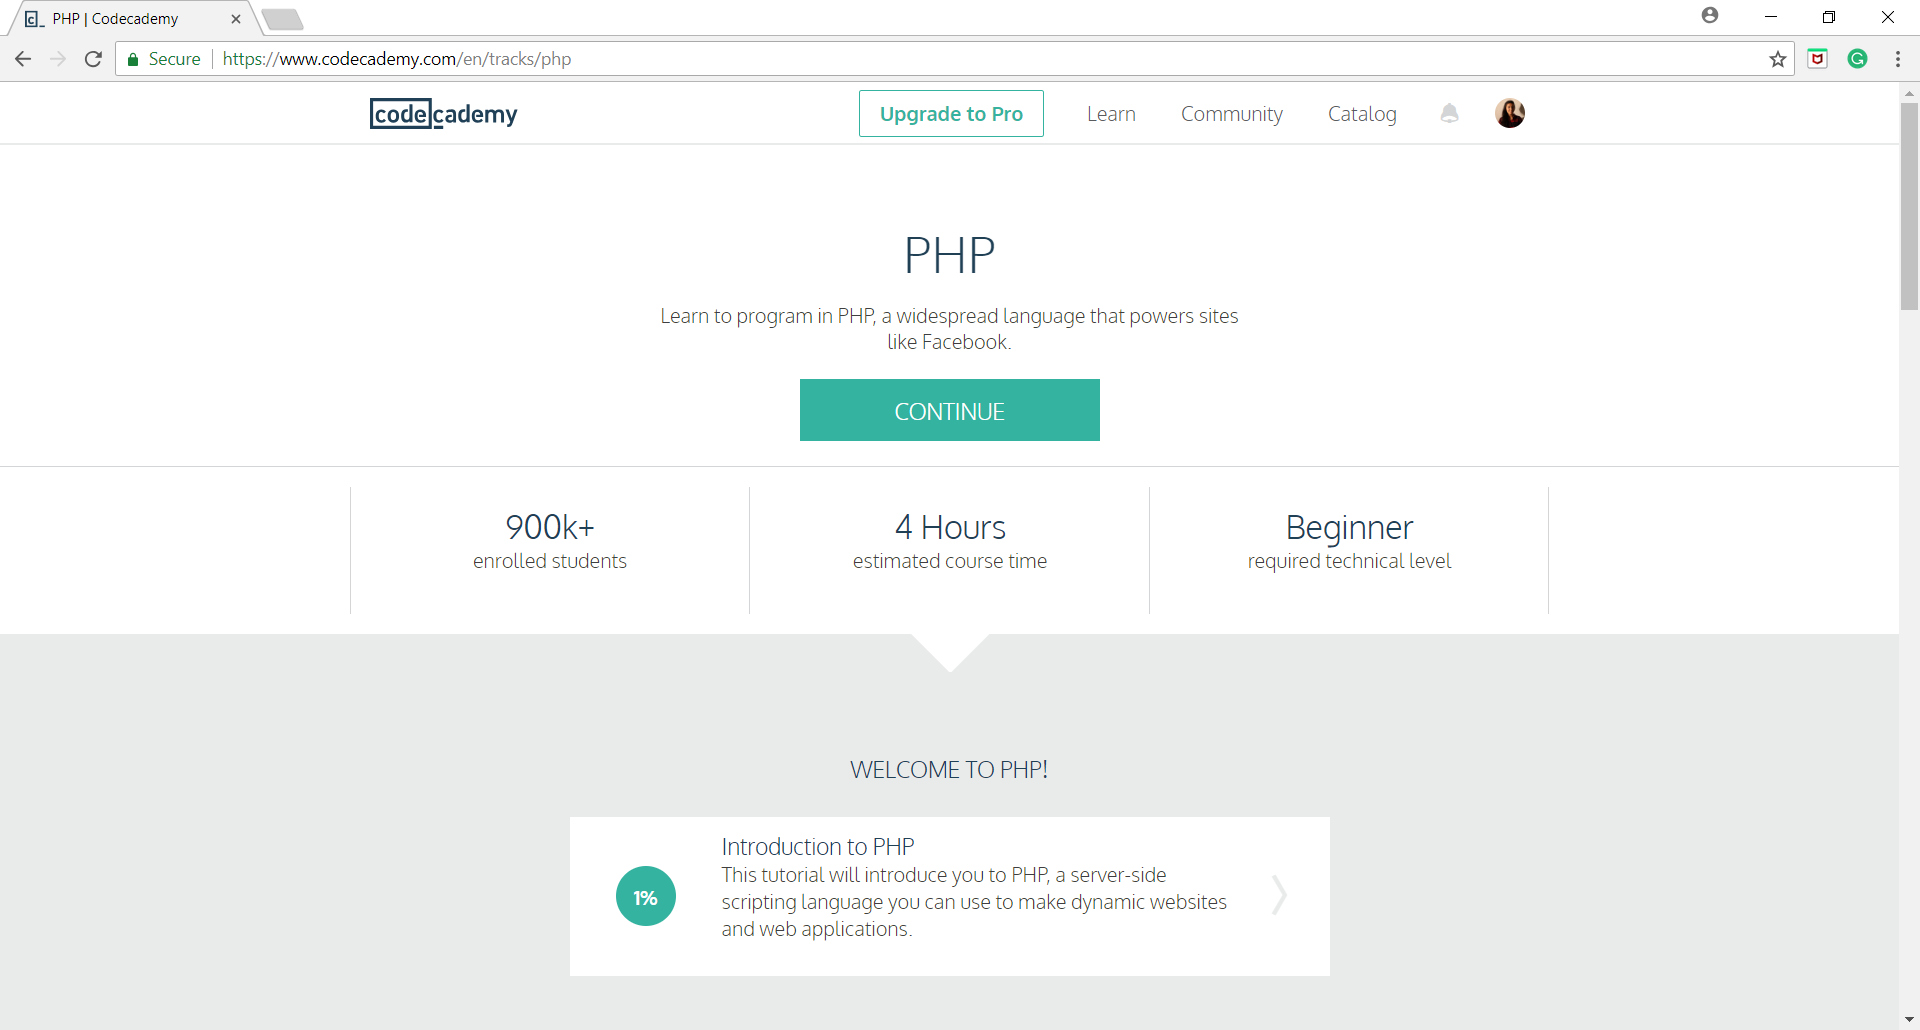 PHP | Codecademy
Secure https://www.codecademy.com/en/tracks/php
codecademy
Upgrade to Pro Learn Community Catalog
PHP
Learn to program in PHP, a widespread language that powers sites
like Facebook.
CONTINUE
900k+
enrolled students
4 Hours
estimated course time
Beginner
required technical level
WELCOME TO PHP!
1%
Introduction to PHP
This tutorial will introduce you to PHP, a server-side
scripting language you can use to make dynamic websites
and web applications.